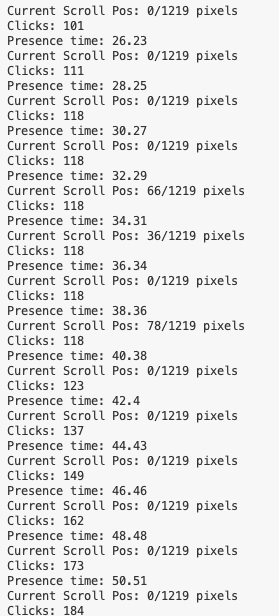 Current Scroll Pos: 0/1219 pixels
Clicks: 101
Presence time: 26.23
Current Scroll Pos: 0/1219 pixels
Clicks: 111
Presence time: 28.25
Current Scroll Pos: 0/1219 pixels
Clicks: 118
Presence time: 30.27
Current Scroll Pos: 0/1219 pixels
Clicks: 118
Presence time: 32.29
Current Scroll Pos: 66/1219 pixels
Clicks: 118
Presence time: 34.31
Current Scroll Pos: 36/1219 pixels
Clicks: 118
Presence time: 36.34
Current Scroll Pos: 0/1219 pixels
Clicks: 118
Presence time: 38.36
Current Scroll Pos: 78/1219 pixels
Clicks: 118
Presence time: 40.38
Current Scroll Pos: 0/1219 pixels
Clicks: 123
Presence time: 42.4
Current Scroll Pos: 0/1219 pixels
Clicks: 137
Presence time: 44.43
Current Scroll Pos: 0/1219 pixels
Clicks: 149
Presence time: 46.46
Current Scroll Pos: 0/1219 pixels
Clicks: 162
Presence time: 48.48
Current Scroll Pos: 0/1219 pixels
Clicks: 173
Presence time: 50.51
Current Scroll Pos: 0/1219 pixels
Clicks: 184